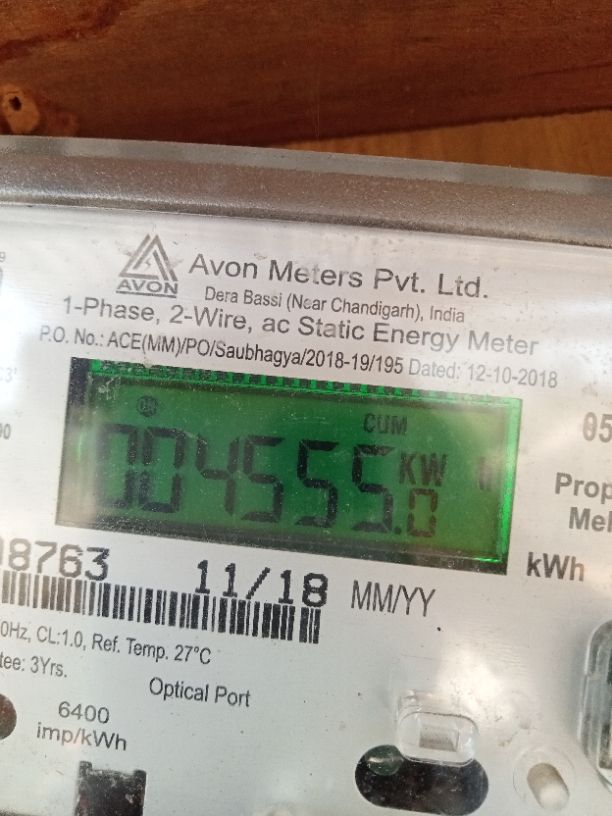 AVON
Avon Meters Pvt. Ltd.
Dera Bassi (Near Chandigarh), India
1-Phase, 2-Wire, ac Static Energy Meter
P.O. No.: ACE(MM)/PO/Saubhagya/2018-19/195 Dated: 12-10-2018
CUM
004555.0 KW
05
Prop
Me
kWh
8763 11/18 MM/YY
0Hz, CL:1.0, Ref. Temp. 27°C
tee: 3Yrs.
Optical Port
6400
imp/kWh